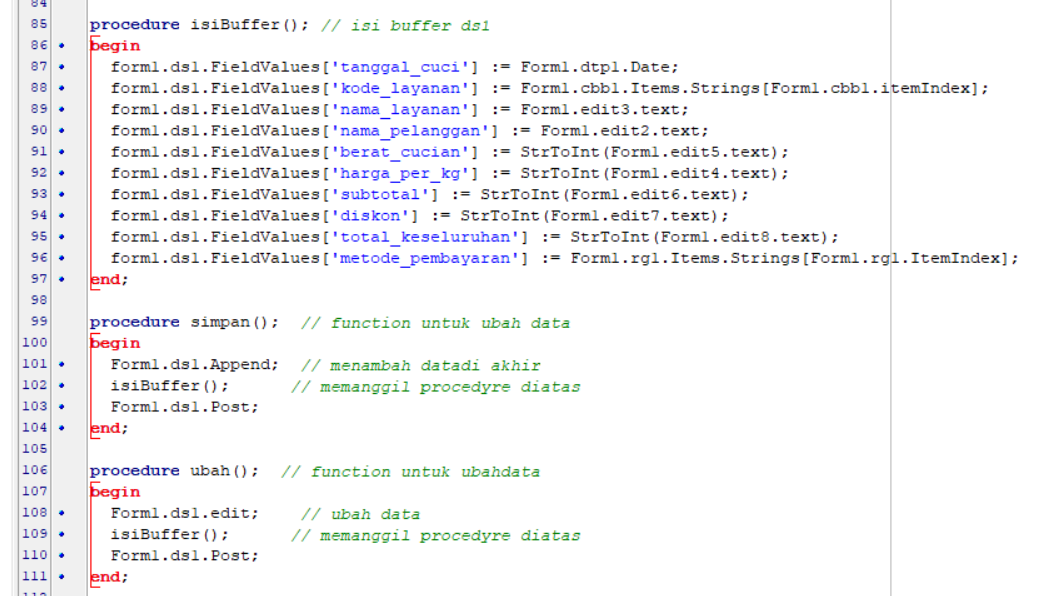 84
85 procedure isiBuffer(); // isi buffer ds1
86 begin
87 form1.ds1.FieldValues['tanggal_cuci'] := Form1.dtp1.Date;
88 form1.ds1.FieldValues['kode_layanan'] := Form1.cbb1.Items.Strings[Form1.cbb1.itemIndex];
89 form1.ds1.FieldValues['nama_layanan'] := Form1.edit3.text;
90 form1.ds1.FieldValues['nama_pelanggan'] := Form1.edit2.text;
91 form1.ds1.FieldValues['berat_cucian'] := StrToInt(Form1.edit5.text);
92 form1.ds1.FieldValues['harga_per_kg'] := StrToInt(Form1.edit4.text);
93 form1.ds1.FieldValues['subtotal'] := StrToInt(Form1.edit6.text);
94 form1.ds1.FieldValues['diskon'] := StrToInt(Form1.edit7.text);
95 form1.ds1.FieldValues['total_keseluruhan'] := StrToInt(Form1.edit8.text);
96 form1.ds1.FieldValues['metode_pembayaran'] := Form1.rg1.Items.Strings[Form1.rg1.ItemIndex];
97 end;
98
99 procedure simpan(); // function untuk ubah data
100 begin
101 Form1.ds1.Append; // menambah datadi akhir
102 isiBuffer(); // memanggil procedyre diatas
103 Form1.ds1.Post;
104 end;
105
106 procedure ubah(); // function untuk ubahdata
107 begin
108 Form1.ds1.edit; // ubah data
109 isiBuffer(); // memanggil procedyre diatas
110 Form1.ds1.Post;
111 end;
112